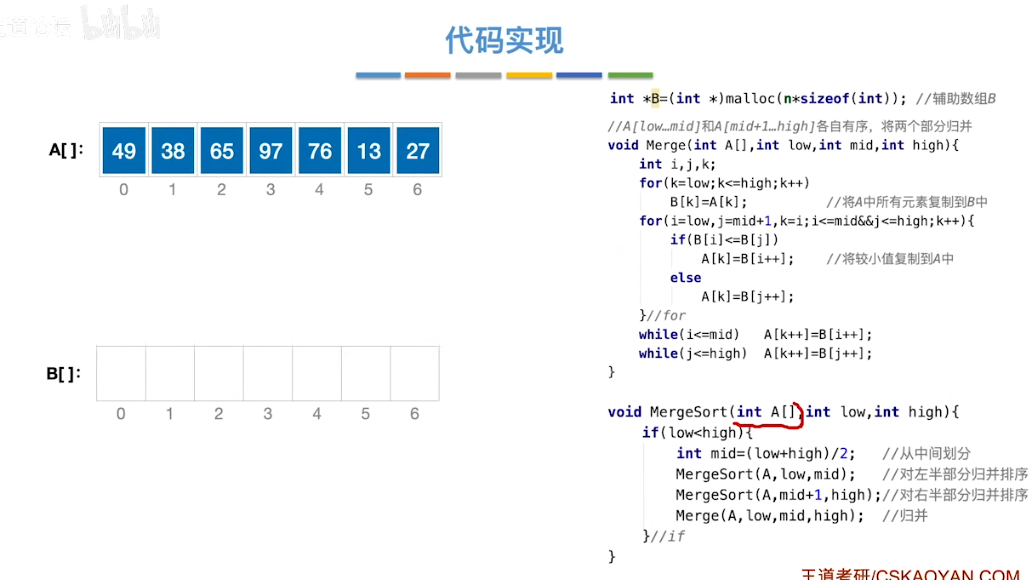 代码实现
A[]: 49 38 65 97 76 13 27
0 1 2 3 4 5 6
B[]:
0 1 2 3 4 5 6
int *B=(int *)malloc(n*sizeof(int)); //辅助数组B
//A[low…mid]和A[mid+1…high]各自有序，将两个部分归并
void Merge(int A[],int low,int mid,int high){
int i,j,k;
for(k=low;k<=high;k++)
B[k]=A[k]; //将A中所有元素复制到B中
for(i=low,j=mid+1,k=i;i<=mid&&j<=high;k++){
if(B[i]<=B[j])
A[k]=B[i++]; //将较小值复制到A中
else
A[k]=B[j++];
}//for
while(i<=mid) A[k++]=B[i++];
while(j<=high) A[k++]=B[j++];
}
void MergeSort(int A[],int low,int high){
if(low<high){
int mid=(low+high)/2; //从中间划分
MergeSort(A,low,mid); //对左半部分归并排序
MergeSort(A,mid+1,high);//对右半部分归并排序
Merge(A,low,mid,high); //归并
}//if
}
王道考研/CSKAOYAN.COM